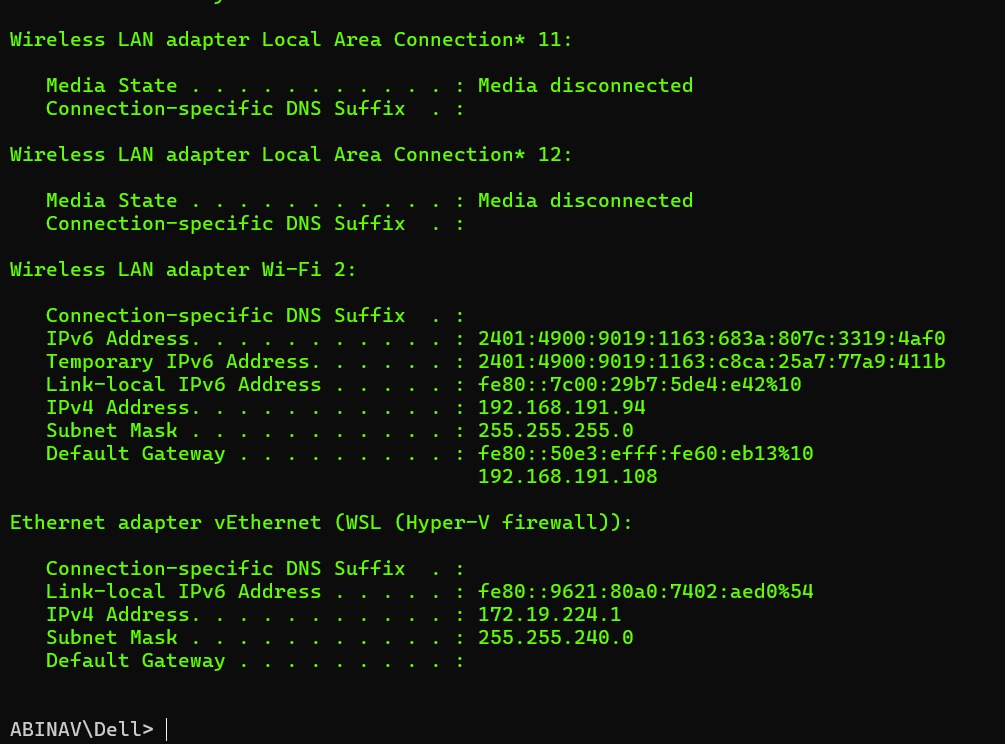 Wireless LAN adapter Local Area Connection* 11:
Media State . . . . . . . . . . . : Media disconnected
Connection-specific DNS Suffix  . :
Wireless LAN adapter Local Area Connection* 12:
Media State . . . . . . . . . . . : Media disconnected
Connection-specific DNS Suffix  . :
Wireless LAN adapter Wi-Fi 2:
Connection-specific DNS Suffix  . :
IPv6 Address. . . . . . . . . . . : 2401:4900:9019:1163:683a:807c:3319:4af0
Temporary IPv6 Address. . . . . . : 2401:4900:9019:1163:c8ca:25a7:77a9:411b
Link-local IPv6 Address . . . . . : fe80::7c00:29b7:5de4:e42%10
IPv4 Address. . . . . . . . . . . : 192.168.191.94
Subnet Mask . . . . . . . . . . . : 255.255.255.0
Default Gateway . . . . . . . . . : fe80::50e3:efff:fe60:eb13%10
192.168.191.108
Ethernet adapter vEthernet (WSL (Hyper-V firewall)):
Connection-specific DNS Suffix  . :
Link-local IPv6 Address . . . . . : fe80::9621:80a0:7402:aed0%54
IPv4 Address. . . . . . . . . . . : 172.19.224.1
Subnet Mask . . . . . . . . . . . : 255.255.240.0
Default Gateway . . . . . . . . . :
ABINAV\Dell>